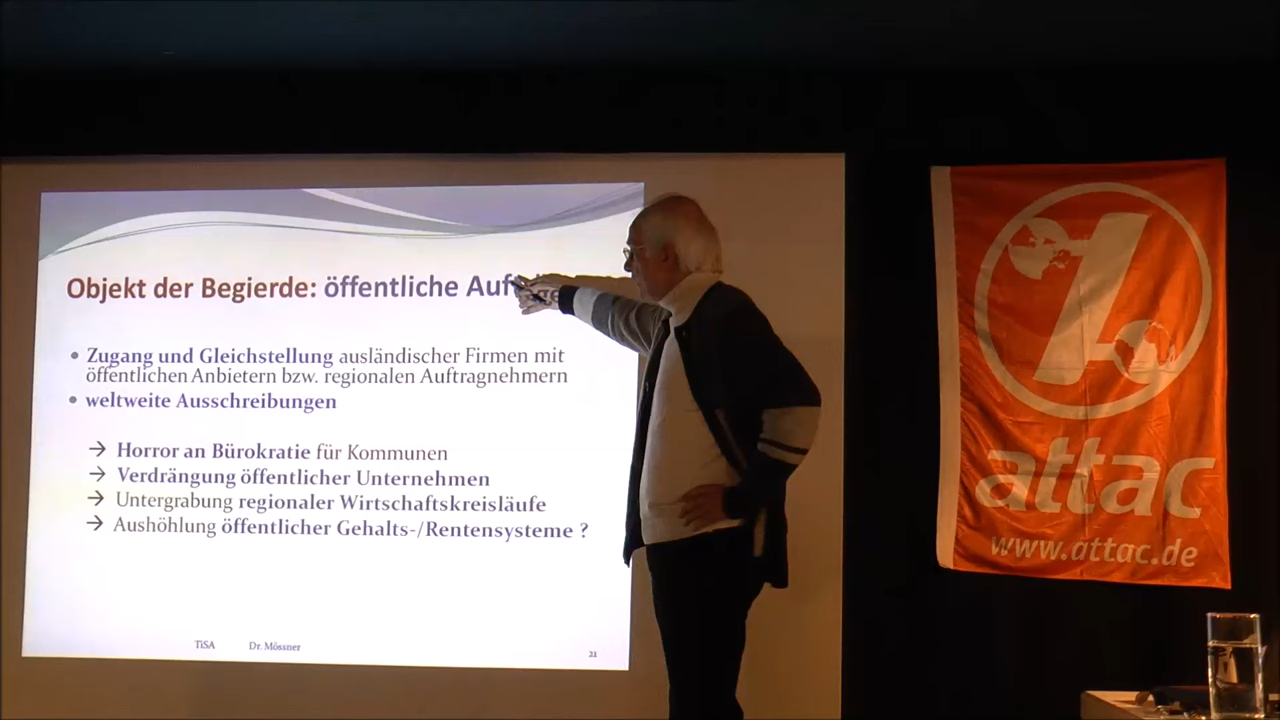 Objekt der Begierde: öffentliche Auf
• Zugang und Gleichstellung ausländischer Firmen mit
öffentlichen Anbietern bzw. regionalen Auftragnehmern
• weltweite Ausschreibungen
→ Horror an Bürokratie für Kommunen
→ Verdrängung öffentlicher Unternehmen
→ Untergrabung regionaler Wirtschaftskreisläufe
→ Aushöhlung öffentlicher Gehalts-/Rentensysteme ?
TiSA Dr. Mössner
21
attac
www.attac.de